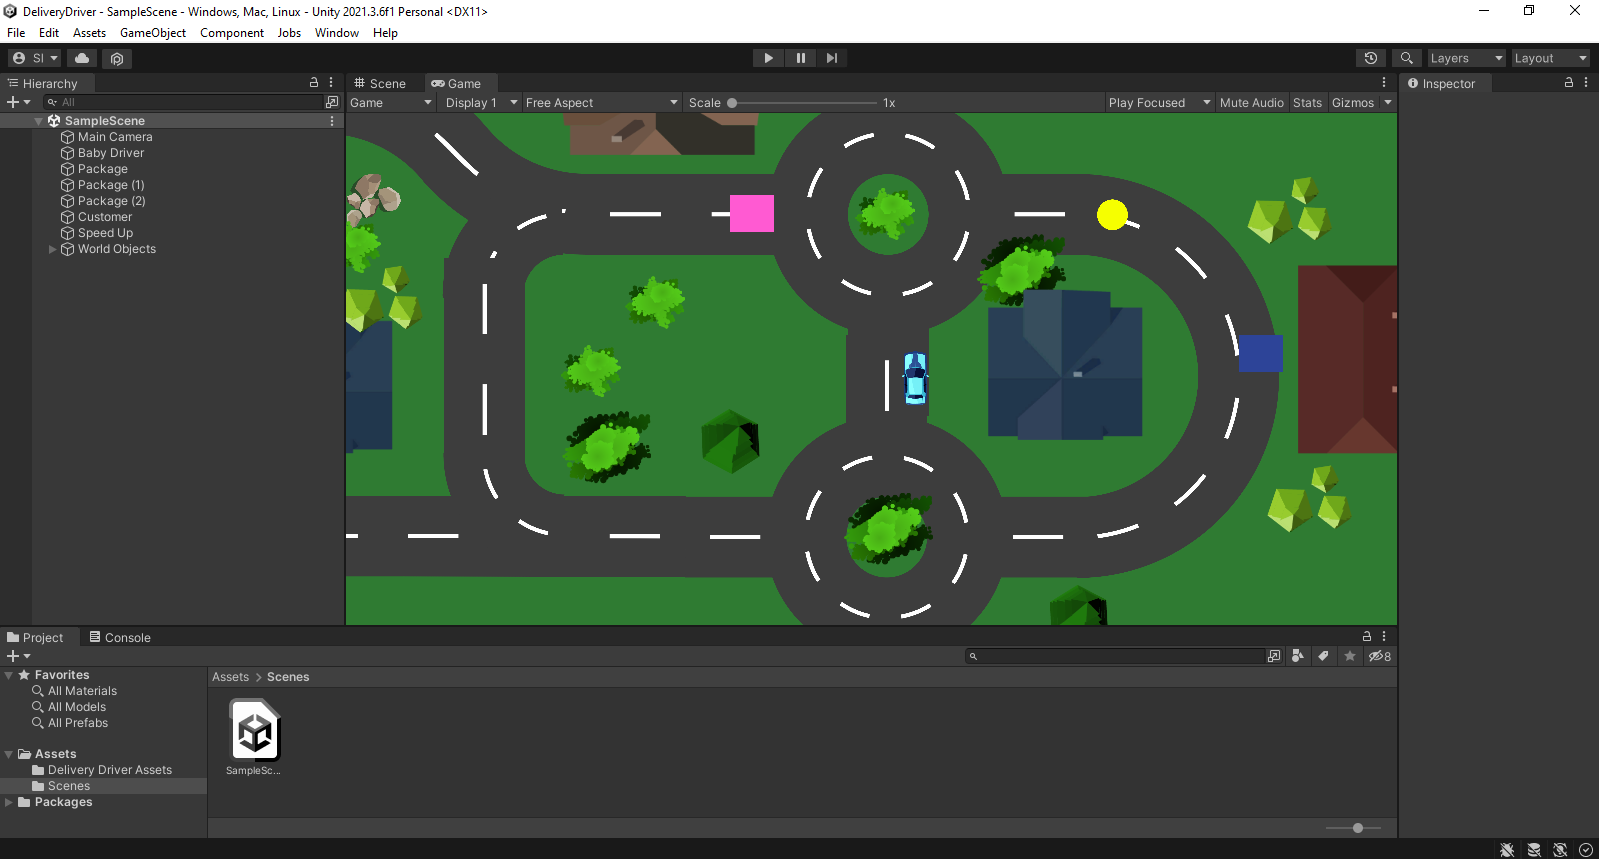 DeliveryDriver - SampleScene - Windows, Mac, Linux - Unity 2021.3.6f1 Personal <DX11>
File Edit Assets GameObject Component Jobs Window Help
SI Layers Layout
Hierarchy
All
SampleScene
Main Camera
Baby Driver
Package
Package (1)
Package (2)
Customer
Speed Up
World Objects
Scene Game
Game Display 1 Free Aspect Scale 1x Play Focused Mute Audio Stats Gizmos
Inspector
Project Console
8
Favorites
All Materials
All Models
All Prefabs
Assets
Delivery Driver Assets
Scenes
Packages
Assets > Scenes
SampleSc...